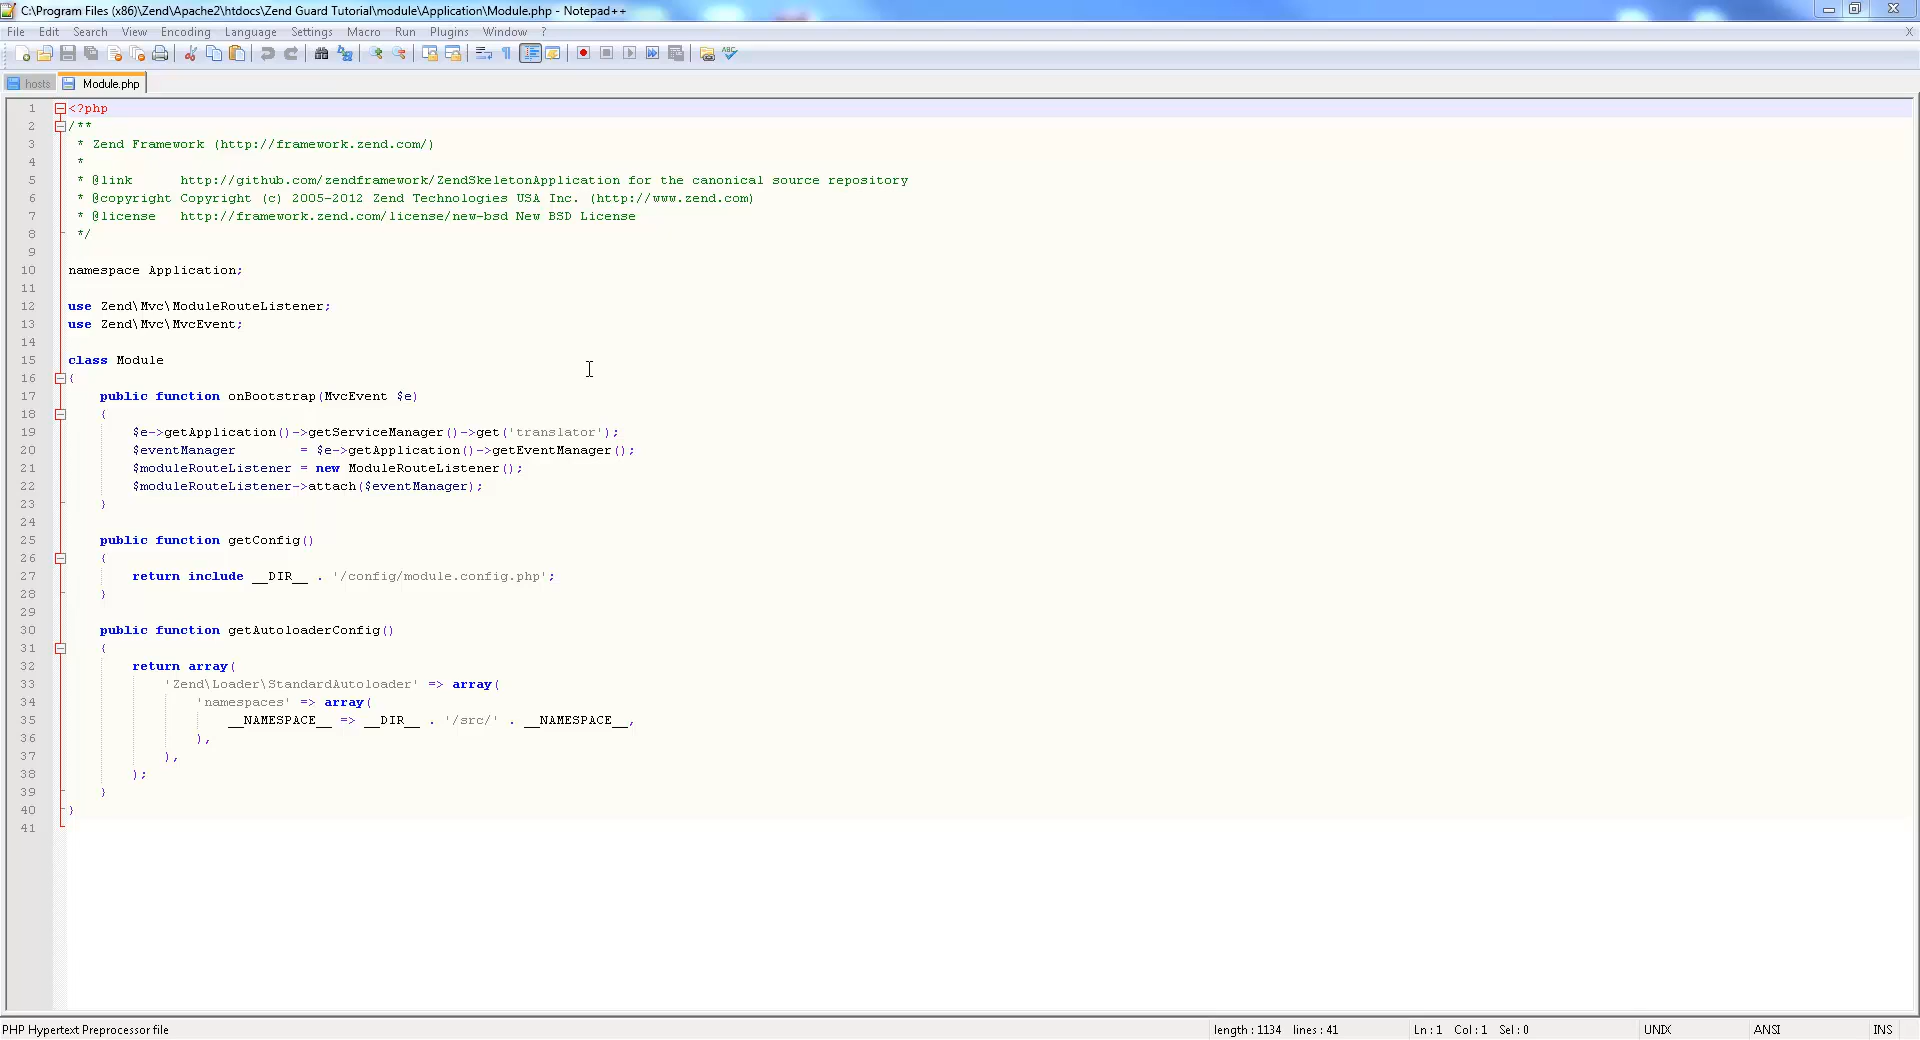 C:\Program Files (x86)\Zend\Apache2\htdocs\Zend Guard Tutorial\module\Application\Module.php - Notepad++
File Edit Search View Encoding Language Settings Macro Run Plugins Window ? X
hosts Module.php
1 <?php
2 /**
3 * Zend Framework (http://framework.zend.com/)
4 *
5 * @link http://github.com/zendframework/ZendSkeletonApplication for the canonical source repository
6 * @copyright Copyright (c) 2005-2012 Zend Technologies USA Inc. (http://www.zend.com)
7 * @license http://framework.zend.com/license/new-bsd New BSD License
8 */
9
10 namespace Application;
11
12 use Zend\Mvc\ModuleRouteListener;
13 use Zend\Mvc\MvcEvent;
14
15 class Module
16 {
17 public function onBootstrap(MvcEvent $e)
18 {
19 $e->getApplication()->getServiceManager()->get('translator');
20 $eventManager = $e->getApplication()->getEventManager();
21 $moduleRouteListener = new ModuleRouteListener();
22 $moduleRouteListener->attach($eventManager);
23 }
24
25 public function getConfig()
26 {
27 return include __DIR__ . '/config/module.config.php';
28 }
29
30 public function getAutoloaderConfig()
31 {
32 return array(
33 'Zend\Loader\StandardAutoloader' => array(
34 'namespaces' => array(
35 __NAMESPACE__ => __DIR__ . '/src/' . __NAMESPACE__,
36 ),
37 ),
38 );
39 }
40 }
41
PHP Hypertext Preprocessor file length : 1134 lines : 41 Ln : 1 Col : 1 Sel : 0 UNIX ANSI INS